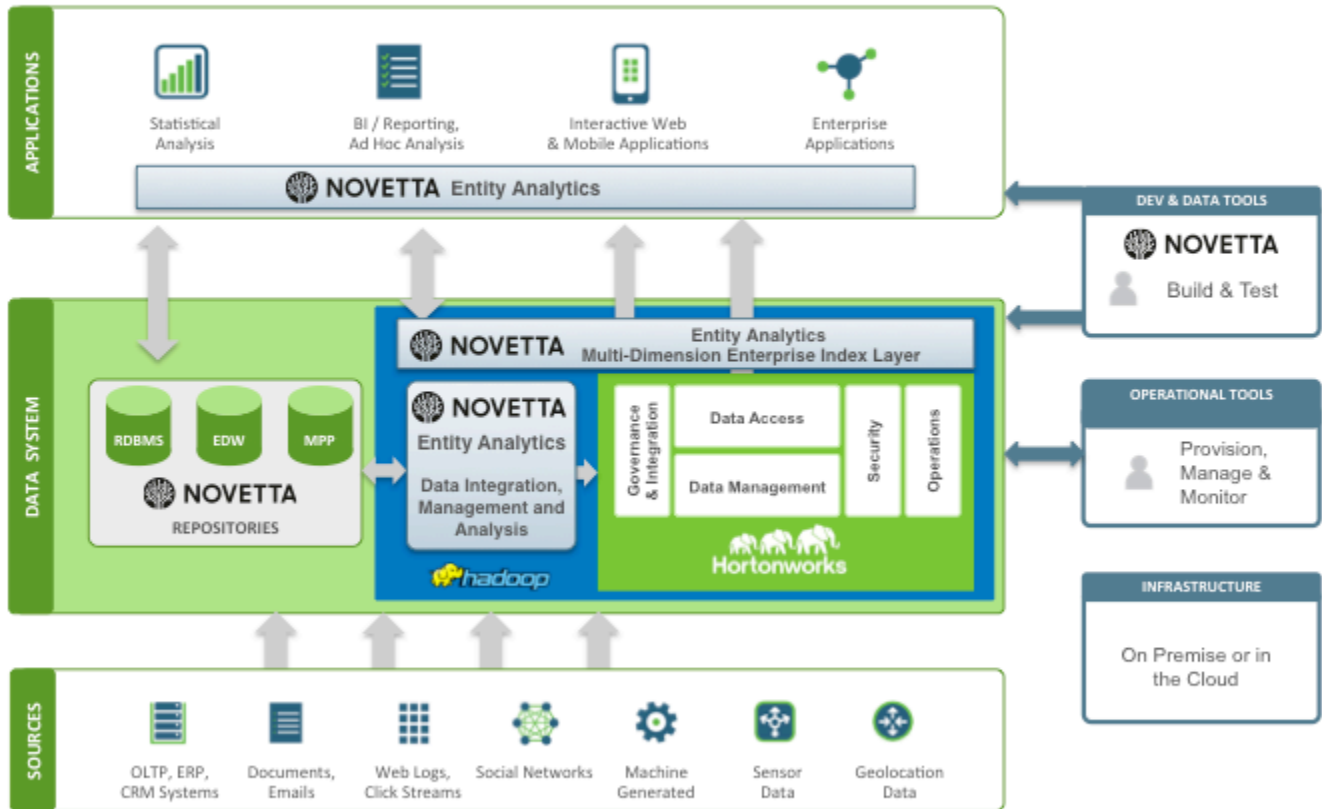 APPLICATIONS
Statistical
Analysis
BI / Reporting,
Ad Hoc Analysis
Interactive Web
& Mobile Applications
Enterprise
Applications
NOVETTA Entity Analytics
DEV & DATA TOOLS
NOVETTA
Build & Test
DATA SYSTEM
NOVETTA
Entity Analytics
Multi-Dimension Enterprise Index Layer
RDBMS
EDW
MPP
NOVETTA
REPOSITORIES
NOVETTA
Entity Analytics
Data Integration,
Management and
Analysis
hadoop
Governance
& Integration
Data Access
Data Management
Security
Operations
Hortonworks
OPERATIONAL TOOLS
Provision,
Manage &
Monitor
INFRASTRUCTURE
On Premise or in
the Cloud
SOURCES
OLTP, ERP,
CRM Systems
Documents,
Emails
Web Logs,
Click Streams
Social Networks
Machine
Generated
Sensor
Data
Geolocation
Data